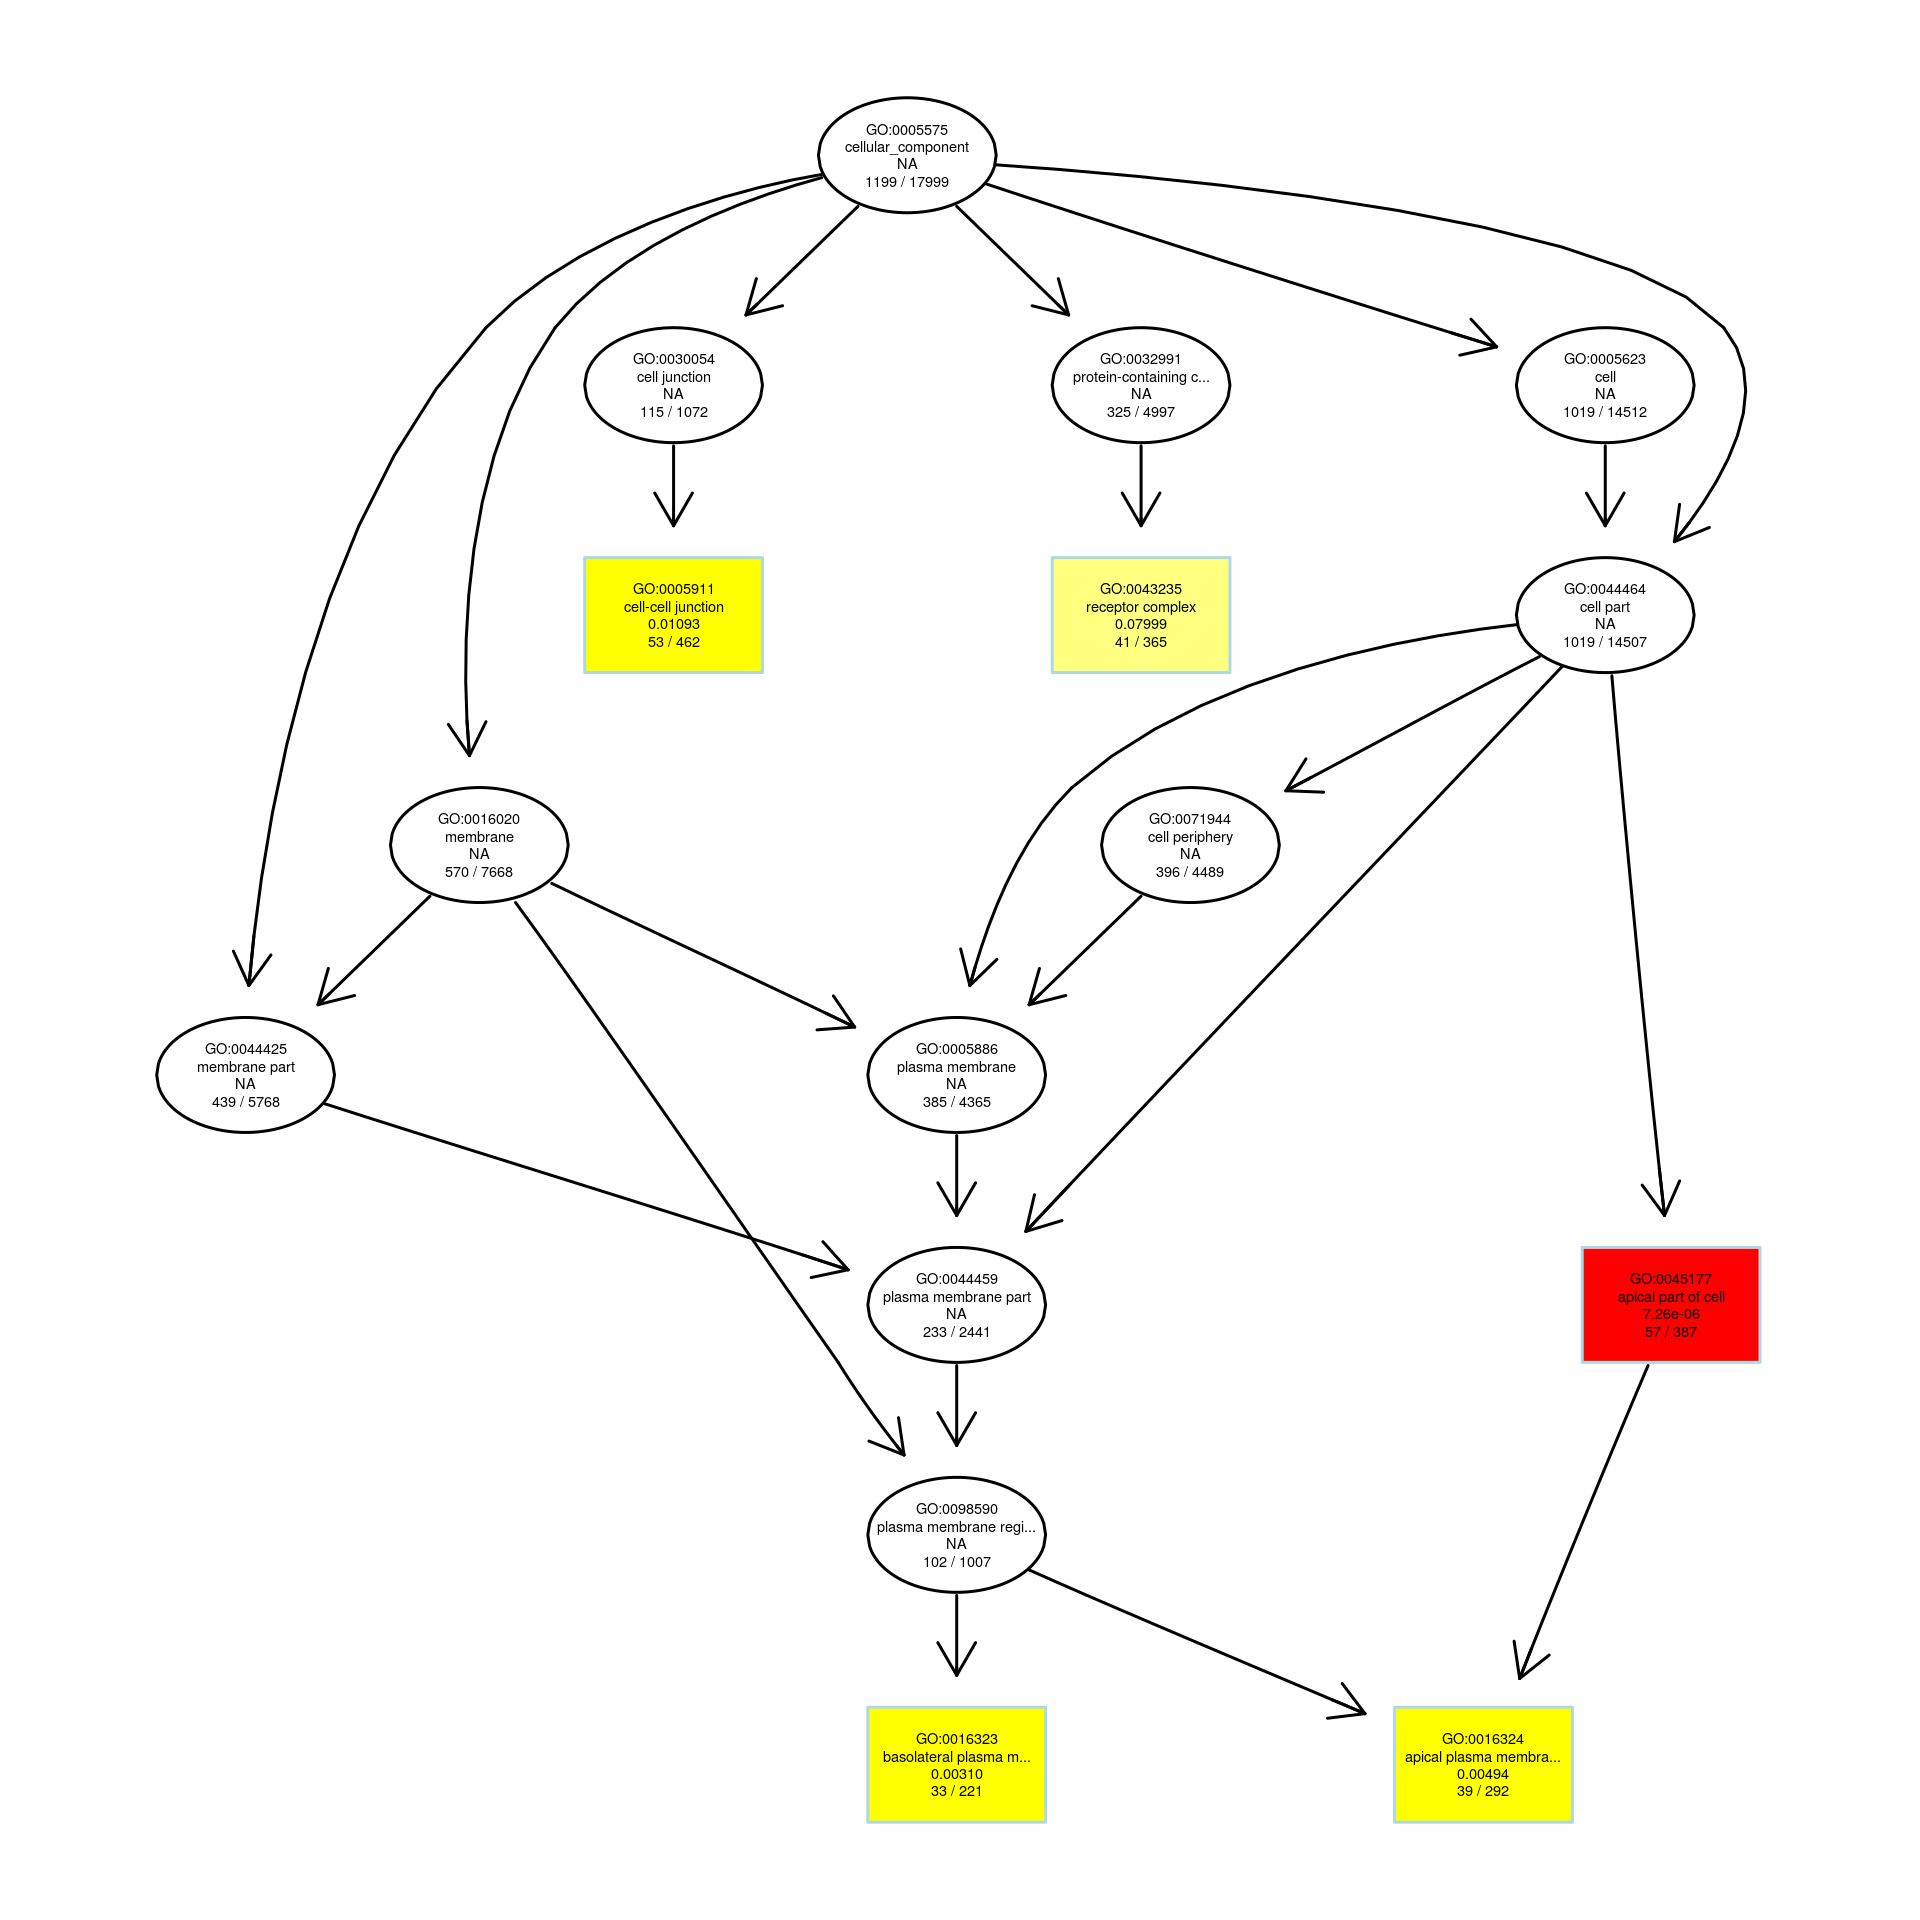 GO:0005575
cellular_component
NA
1199 / 17999
GO:0030054
cell junction
NA
115 / 1072
GO:0032991
protein-containing c...
NA
325 / 4997
GO:0005623
cell
NA
1019 / 14512
GO:0005911
cell-cell junction
0.01093
53 / 462
GO:0043235
receptor complex
0.07999
41 / 365
GO:0044464
cell part
NA
1019 / 14507
GO:0016020
membrane
NA
570 / 7668
GO:0071944
cell periphery
NA
396 / 4489
GO:0044425
membrane part
NA
439 / 5768
GO:0005886
plasma membrane
NA
385 / 4365
GO:0044459
plasma membrane part
NA
233 / 2441
GO:0045177
apical part of cell
7.26e-06
57 / 387
GO:0098590
plasma membrane regi...
NA
102 / 1007
GO:0016323
basolateral plasma m...
0.00310
33 / 221
GO:0016324
apical plasma membra...
0.00494
39 / 292